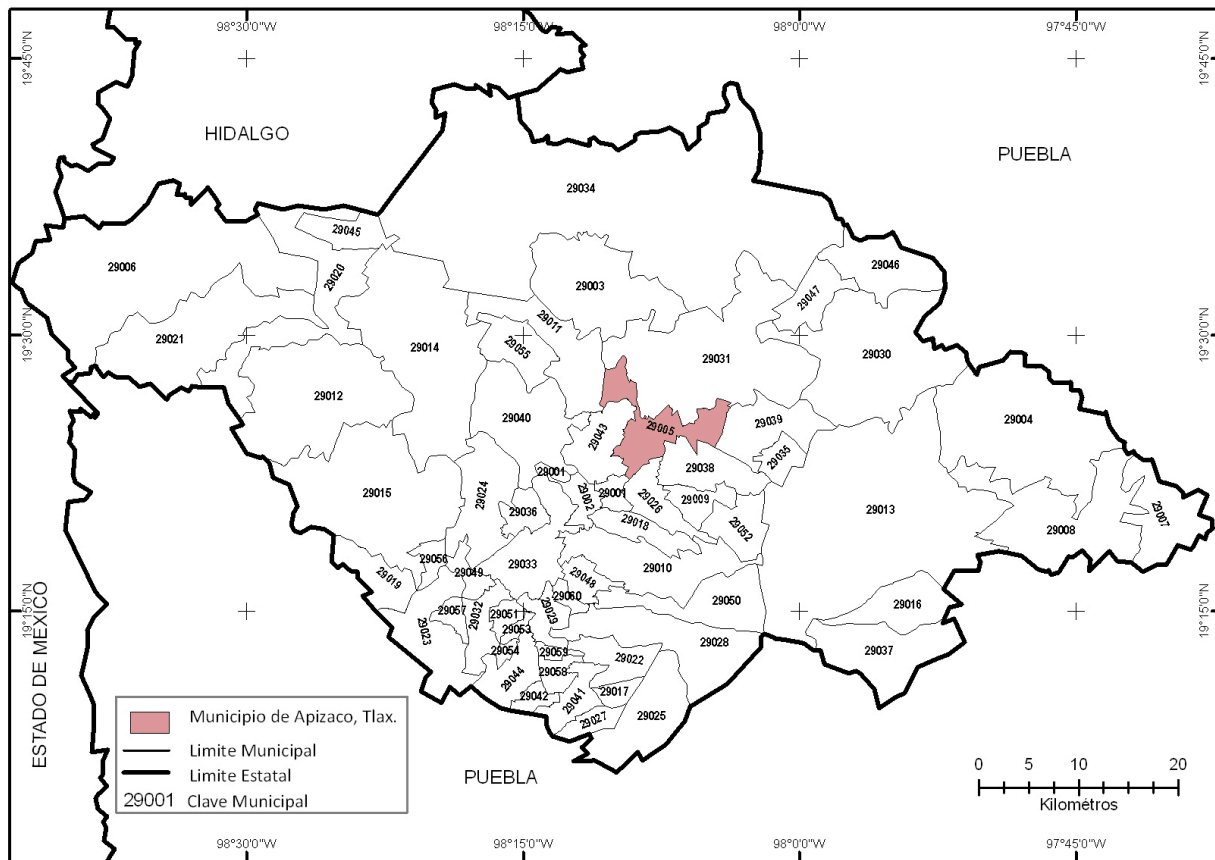 98°30'0"W
98°15'0"W
98°0'0"W
97°45'0"W
19°45'0"N
19°45'0"N
HIDALGO
PUEBLA
29034
29045
29006
29020
29046
29003
29047
29011
19°30'0"N
19°30'0"N
29021
29014
29055
29031
29030
29012
29040
29005
29039
29004
29043
29035
29001
29038
29015
29024
29002
29001
29026
29009
29036
29018
29052
29013
29008
29007
29056
29033
29019
29049
29048
29010
29060
29050
29016
29057
29032
29051
29029
19°15'0"N
19°15'0"N
29023
29053
29028
29054
29059
29022
29037
29044
29058
29042
29041
29017
29027
29025
ESTADO DE MEXICO
PUEBLA
Municipio de Apizaco, Tlax.
Limite Municipal
Limite Estatal
29001 Clave Municipal
0 5 10 20
Kilométros
98°30'0"W
98°15'0"W
98°0'0"W
97°45'0"W